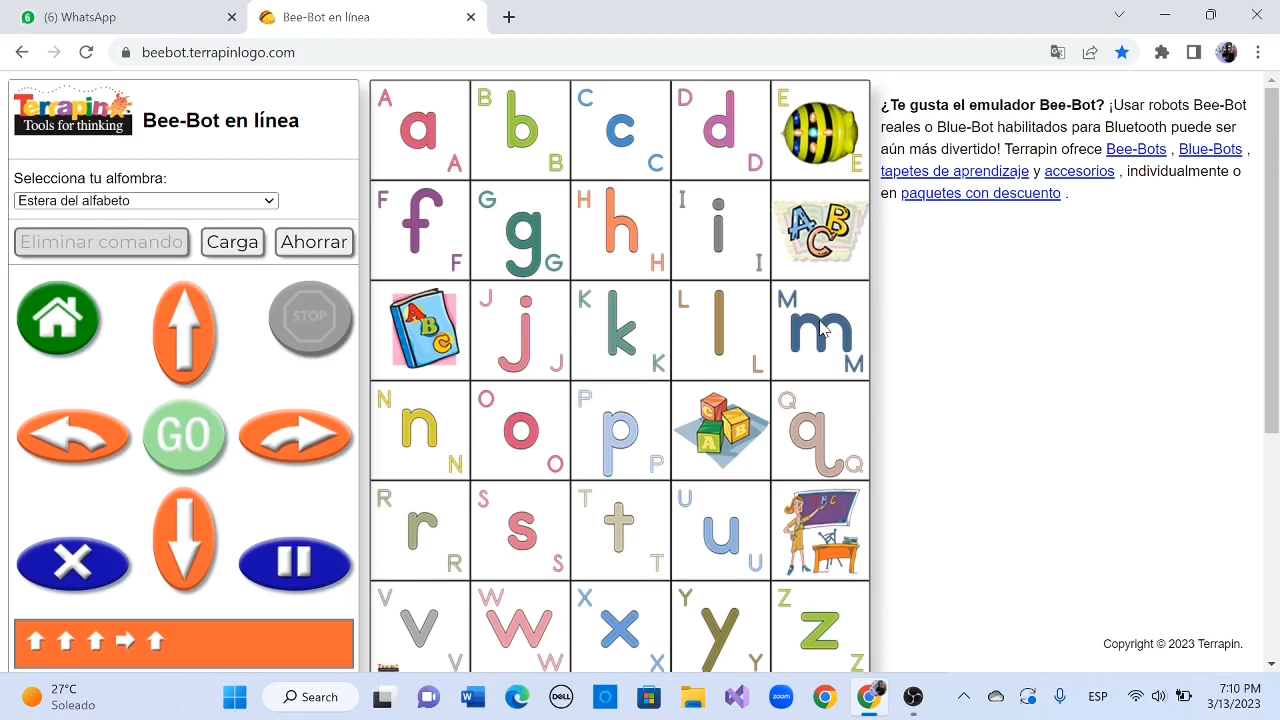 6 (6) WhatsApp
Bee-Bot en línea
beebot.terrapinlogo.com
Terrapin
Tools for thinking
Bee-Bot en línea
Selecciona tu alfombra:
Estera del alfabeto
Eliminar comando Carga Ahorrar
STOP
GO
A a A
B b B
C c C
D d D
E E
F f F
G g G
H h H
I i I
A B C
A B C
J j J
K k K
L l L
M m M
N n N
O o O
P p P
C A B
Q q Q
R r R
S s S
T t T
U u U
B C
V v V
W w W
X x X
Y y Y
Z z Z
¿Te gusta el emulador Bee-Bot? ¡Usar robots Bee-Bot
reales o Blue-Bot habilitados para Bluetooth puede ser
aún más divertido! Terrapin ofrece Bee-Bots , Blue-Bots ,
tapetes de aprendizaje y accesorios , individualmente o
en paquetes con descuento .
Copyright © 2023 Terrapin.
27°C
Soleado
Search
DELL
zoom
ESP
7:10 PM
3/13/2023